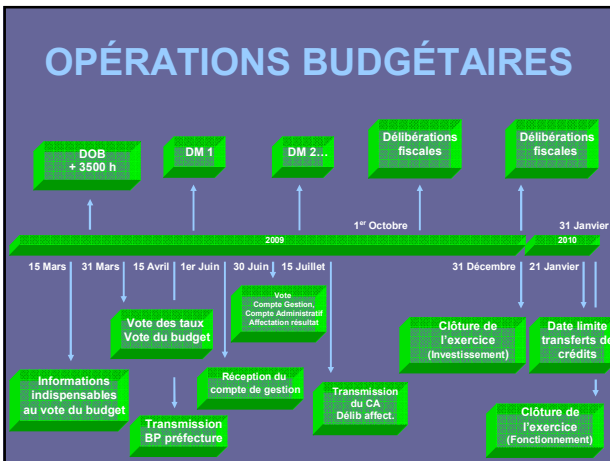 OPÉRATIONS BUDGÉTAIRES
DOB
+ 3500 h
DM 1
DM 2…
Délibérations
fiscales
Délibérations
fiscales
1er Octobre
31 Janvier
2009
2010
15 Mars
31 Mars
15 Avril
1er Juin
30 Juin
15 Juillet
31 Décembre
21 Janvier
Vote
Compte Gestion,
Compte Administratif
Affectation résultat
Vote des taux
Vote du budget
Clôture de
l'exercice
(Investissement)
Date limite
transferts de
crédits
Informations
indispensables
au vote du budget
Réception du
compte de gestion
Transmission
du CA
Délib affect.
Transmission
BP préfecture
Clôture de
l'exercice
(Fonctionnement)